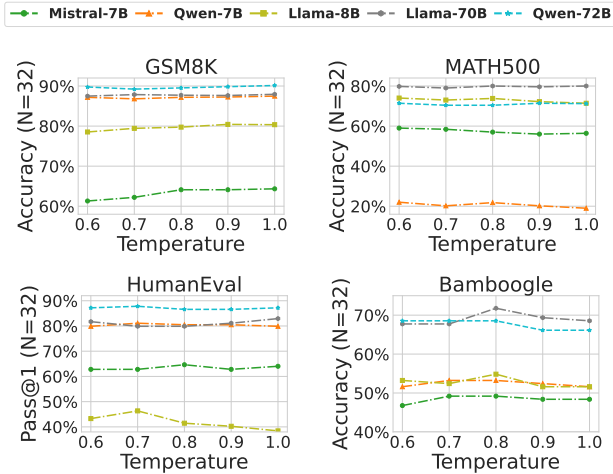 Mistral-7B Qwen-7B Llama-8B Llama-70B Qwen-72B
GSM8K
Accuracy (N=32)
90%
80%
70%
60%
0.6 0.7 0.8 0.9 1.0
Temperature
MATH500
Accuracy (N=32)
80%
60%
40%
20%
0.6 0.7 0.8 0.9 1.0
Temperature
HumanEval
Pass@1 (N=32)
90%
80%
70%
60%
50%
40%
0.6 0.7 0.8 0.9 1.0
Temperature
Bamboogle
Accuracy (N=32)
70%
60%
50%
40%
0.6 0.7 0.8 0.9 1.0
Temperature